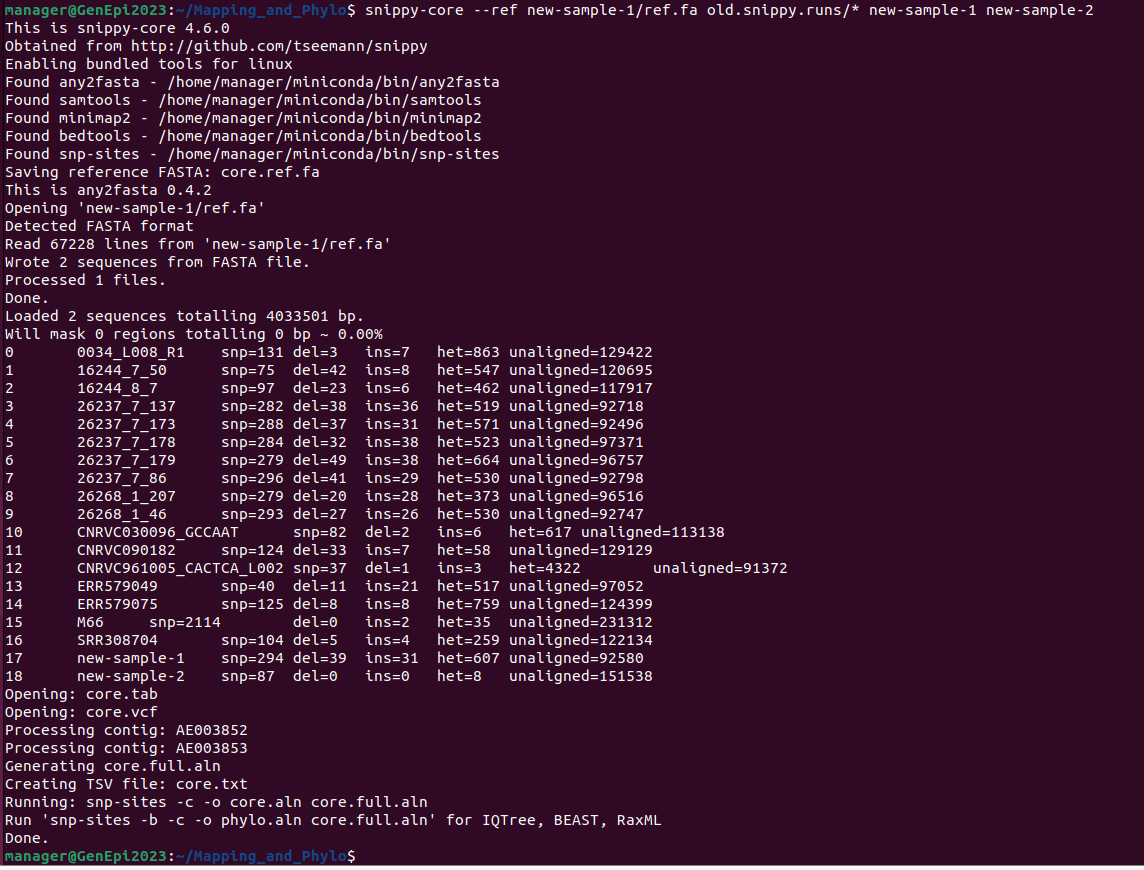 manager@GenEpi2023:~/Mapping_and_Phylo$ snippy-core --ref new-sample-1/ref.fa old.snippy.runs/* new-sample-1 new-sample-2
This is snippy-core 4.6.0
Obtained from http://github.com/tseemann/snippy
Enabling bundled tools for linux
Found any2fasta - /home/manager/miniconda/bin/any2fasta
Found samtools - /home/manager/miniconda/bin/samtools
Found minimap2 - /home/manager/miniconda/bin/minimap2
Found bedtools - /home/manager/miniconda/bin/bedtools
Found snp-sites - /home/manager/miniconda/bin/snp-sites
Saving reference FASTA: core.ref.fa
This is any2fasta 0.4.2
Opening 'new-sample-1/ref.fa'
Detected FASTA format
Read 67228 lines from 'new-sample-1/ref.fa'
Wrote 2 sequences from FASTA file.
Processed 1 files.
Done.
Loaded 2 sequences totalling 4033501 bp.
Will mask 0 regions totalling 0 bp ~ 0.00%
0 0034_L008_R1 snp=131 del=3 ins=7 het=863 unaligned=129422
1 16244_7_50 snp=75 del=42 ins=8 het=547 unaligned=120695
2 16244_8_7 snp=97 del=23 ins=6 het=462 unaligned=117917
3 26237_7_137 snp=282 del=38 ins=36 het=519 unaligned=92718
4 26237_7_173 snp=288 del=37 ins=31 het=571 unaligned=92496
5 26237_7_178 snp=284 del=32 ins=38 het=523 unaligned=97371
6 26237_7_179 snp=279 del=49 ins=38 het=664 unaligned=96757
7 26237_7_86 snp=296 del=41 ins=29 het=530 unaligned=92798
8 26268_1_207 snp=279 del=20 ins=28 het=373 unaligned=96516
9 26268_1_46 snp=293 del=27 ins=26 het=530 unaligned=92747
10 CNRVC030096_GCCAAT snp=82 del=2 ins=6 het=617 unaligned=113138
11 CNRVC090182 snp=124 del=33 ins=7 het=58 unaligned=129129
12 CNRVC961005_CACTCA_L002 snp=37 del=1 ins=3 het=4322 unaligned=91372
13 ERR579049 snp=40 del=11 ins=21 het=517 unaligned=97052
14 ERR579075 snp=125 del=8 ins=8 het=759 unaligned=124399
15 M66 snp=2114 del=0 ins=2 het=35 unaligned=231312
16 SRR308704 snp=104 del=5 ins=4 het=259 unaligned=122134
17 new-sample-1 snp=294 del=39 ins=31 het=607 unaligned=92580
18 new-sample-2 snp=87 del=0 ins=0 het=8 unaligned=151538
Opening: core.tab
Opening: core.vcf
Processing contig: AE003852
Processing contig: AE003853
Generating core.full.aln
Creating TSV file: core.txt
Running: snp-sites -c -o core.aln core.full.aln
Run 'snp-sites -b -c -o phylo.aln core.full.aln' for IQTree, BEAST, RaxML
Done.
manager@GenEpi2023:~/Mapping_and_Phylo$